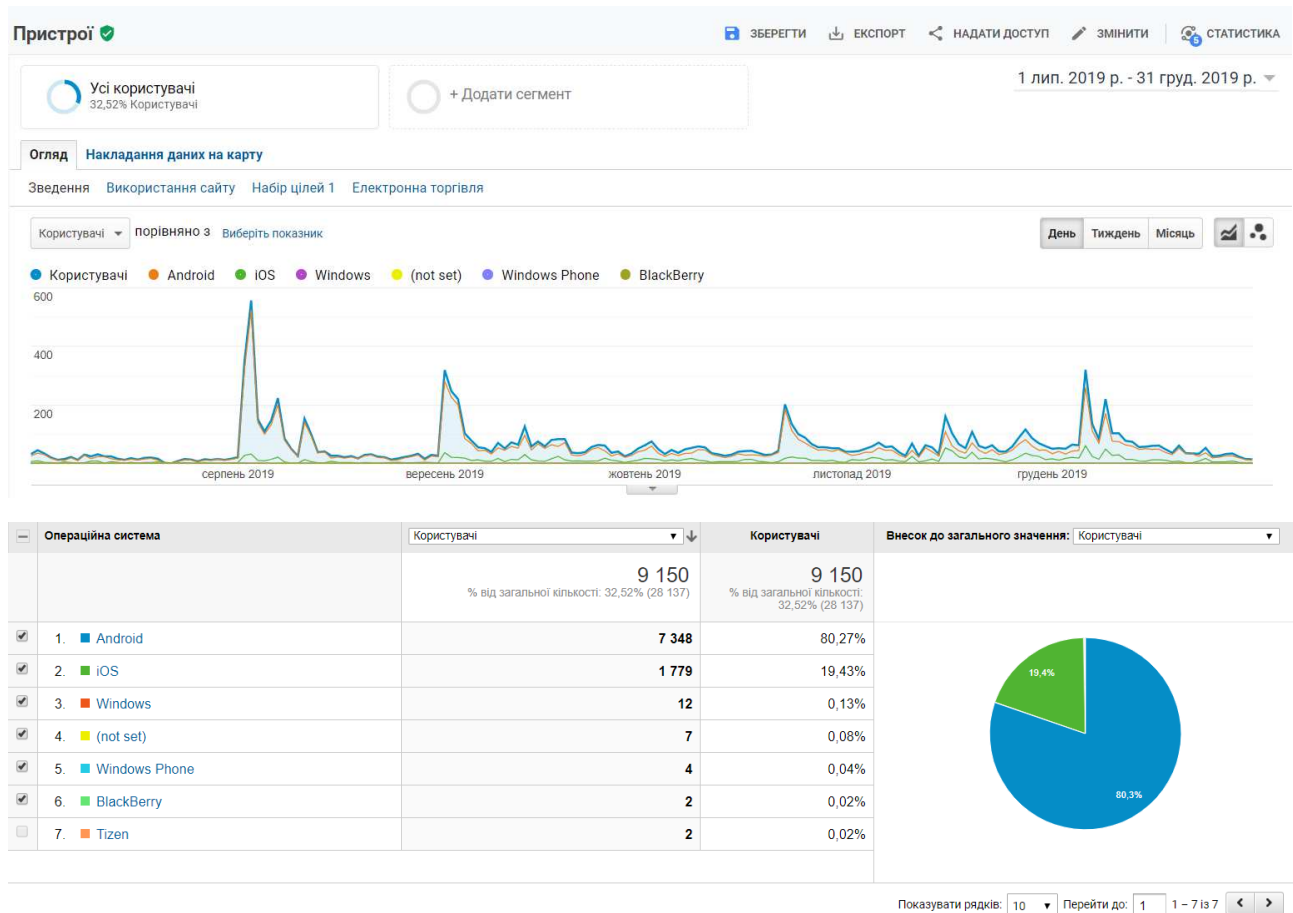 Пристрої
ЗБЕРЕГТИ ЕКСПОРТ НАДАТИ ДОСТУП ЗМІНИТИ 5 СТАТИСТИКА
Усі користувачі
32,52% Користувачі
+ Додати сегмент
1 лип. 2019 р. - 31 груд. 2019 р.
Огляд Накладання даних на карту
Зведення Використання сайту Набір цілей 1 Електронна торгівля
Користувачі порівняно з Виберіть показник
День Тиждень Місяць
Користувачі Android iOS Windows (not set) Windows Phone BlackBerry
600
400
200
серпень 2019 вересень 2019 жовтень 2019 листопад 2019 грудень 2019
Операційна система Користувачі Користувачі Внесок до загального значення: Користувачі
9 150 9 150
% від загальної кількості: 32,52% (28 137) % від загальної кількості:
32,52% (28 137)
1. Android 7 348 80,27%
2. iOS 1 779 19,43%
3. Windows 12 0,13%
4. (not set) 7 0,08%
5. Windows Phone 4 0,04%
6. BlackBerry 2 0,02%
7. Tizen 2 0,02%
19,4%
80,3%
Показувати рядків: 10 Перейти до: 1 1 – 7 із 7